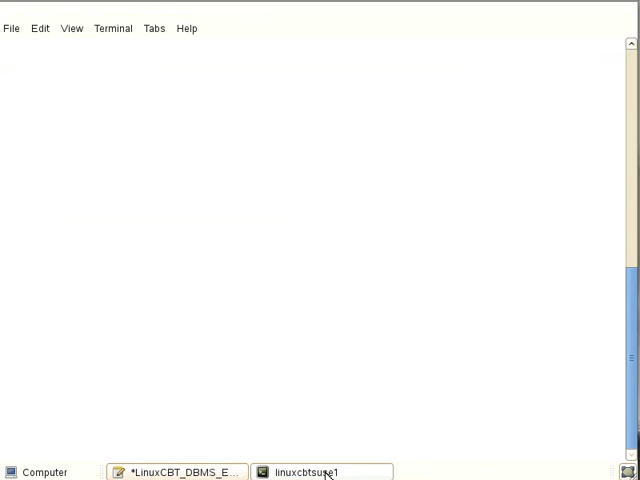 File Edit View Terminal Tabs Help
Computer *LinuxCBT_DBMS_E... linuxcbtsuse1